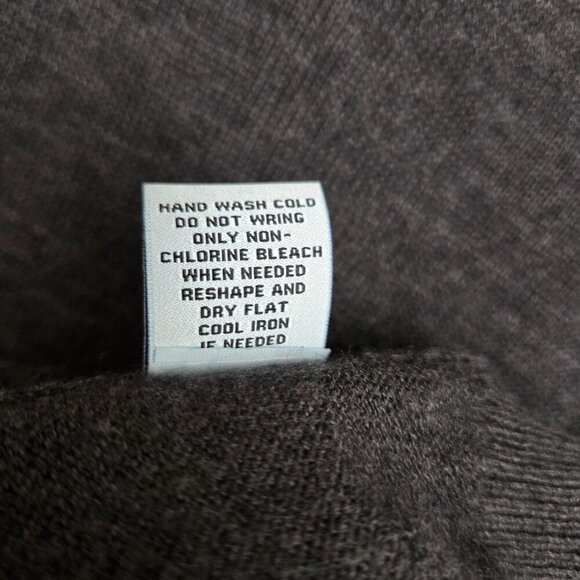 HAND WASH COLD
DO NOT WRING
ONLY NON-
CHLORINE BLEACH
WHEN NEEDED
RESHAPE AND
DRY FLAT
COOL IRON
IF NEEDED